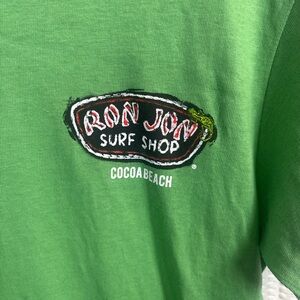 RON JON
SURF SHOP
®
COCOA BEACH